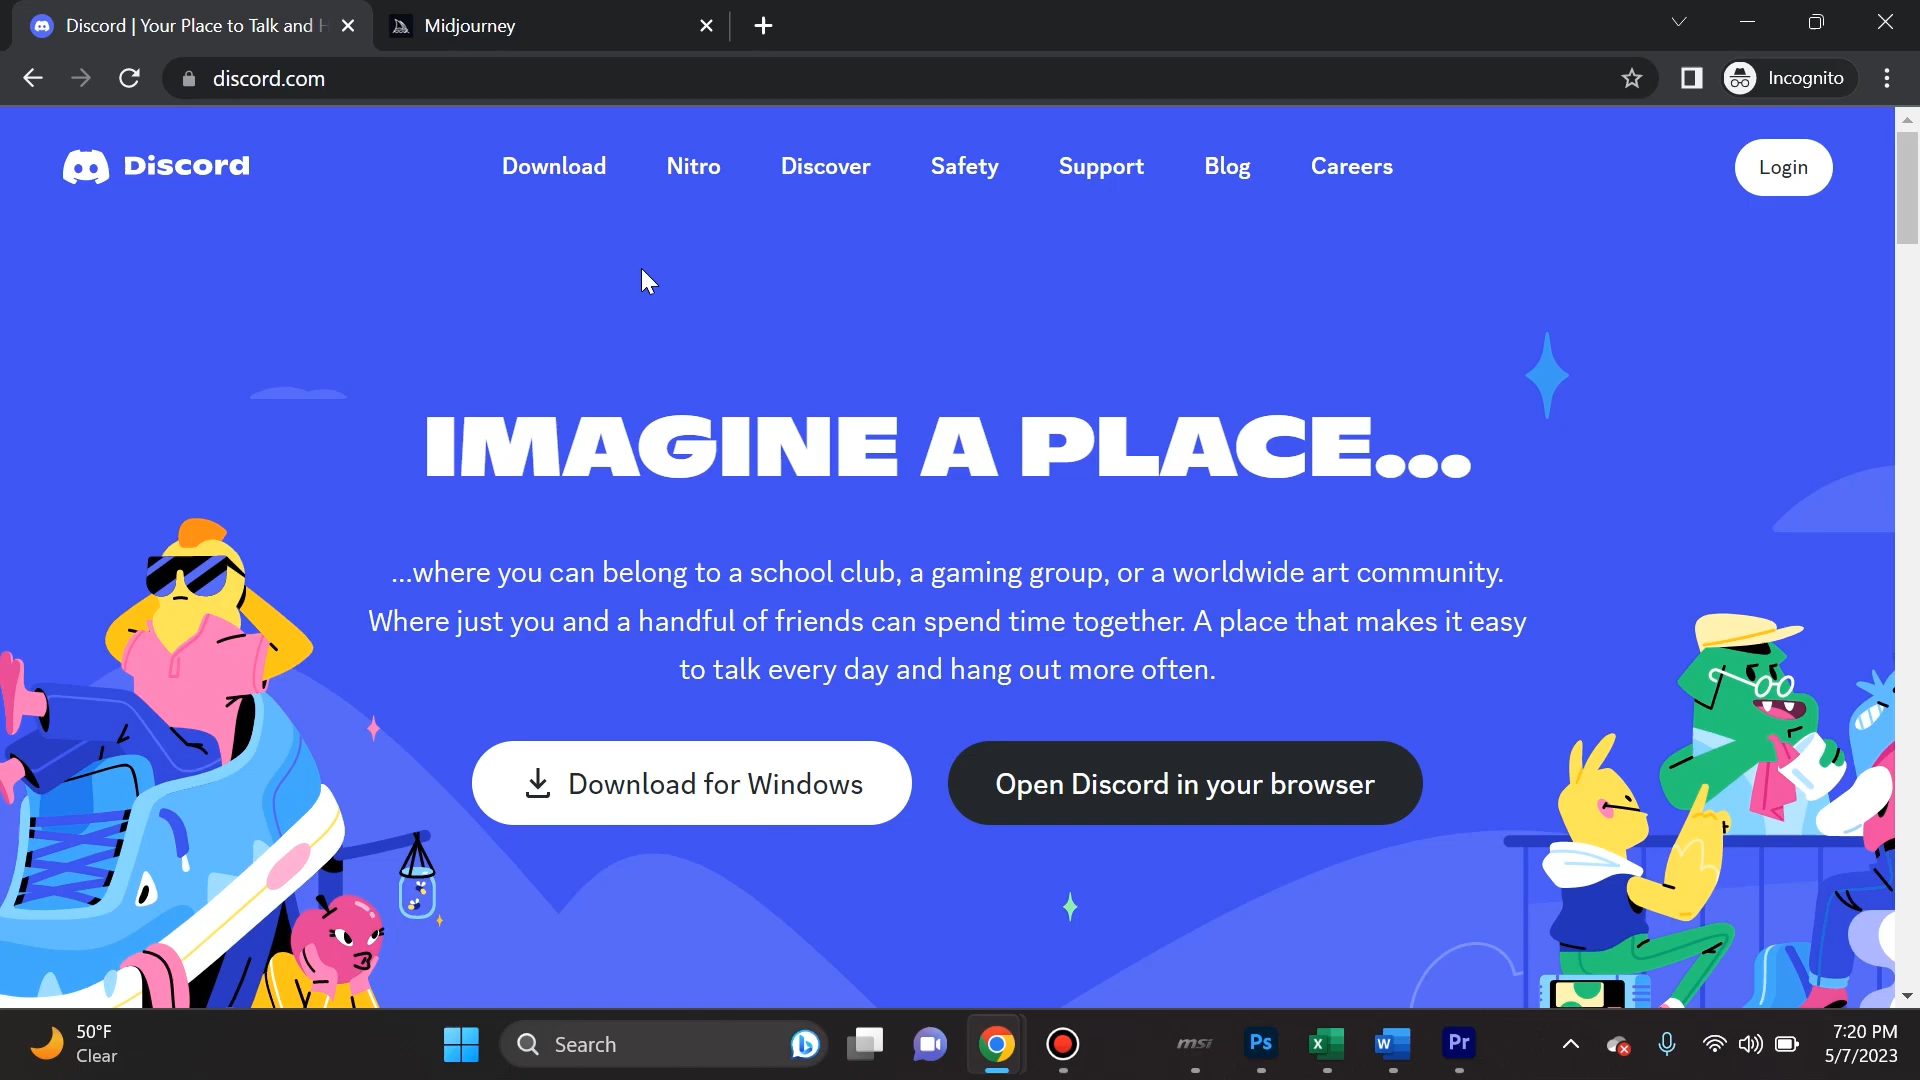 Discord | Your Place to Talk and H
Midjourney
discord.com
Incognito
Discord
Download
Nitro
Discover
Safety
Support
Blog
Careers
Login
IMAGINE A PLACE...
...where you can belong to a school club, a gaming group, or a worldwide art community.
Where just you and a handful of friends can spend time together. A place that makes it easy
to talk every day and hang out more often.
Download for Windows
Open Discord in your browser
50°F
Clear
Search
msi
Ps
X
W
Pr
7:20 PM
5/7/2023